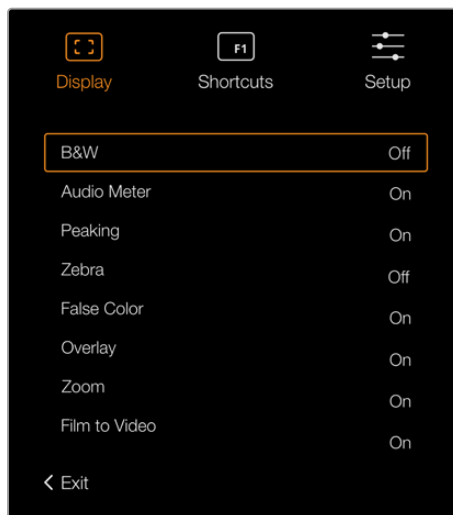 F1
Display Shortcuts Setup
B&W Off
Audio Meter On
Peaking On
Zebra Off
False Color On
Overlay On
Zoom On
Film to Video On
Exit